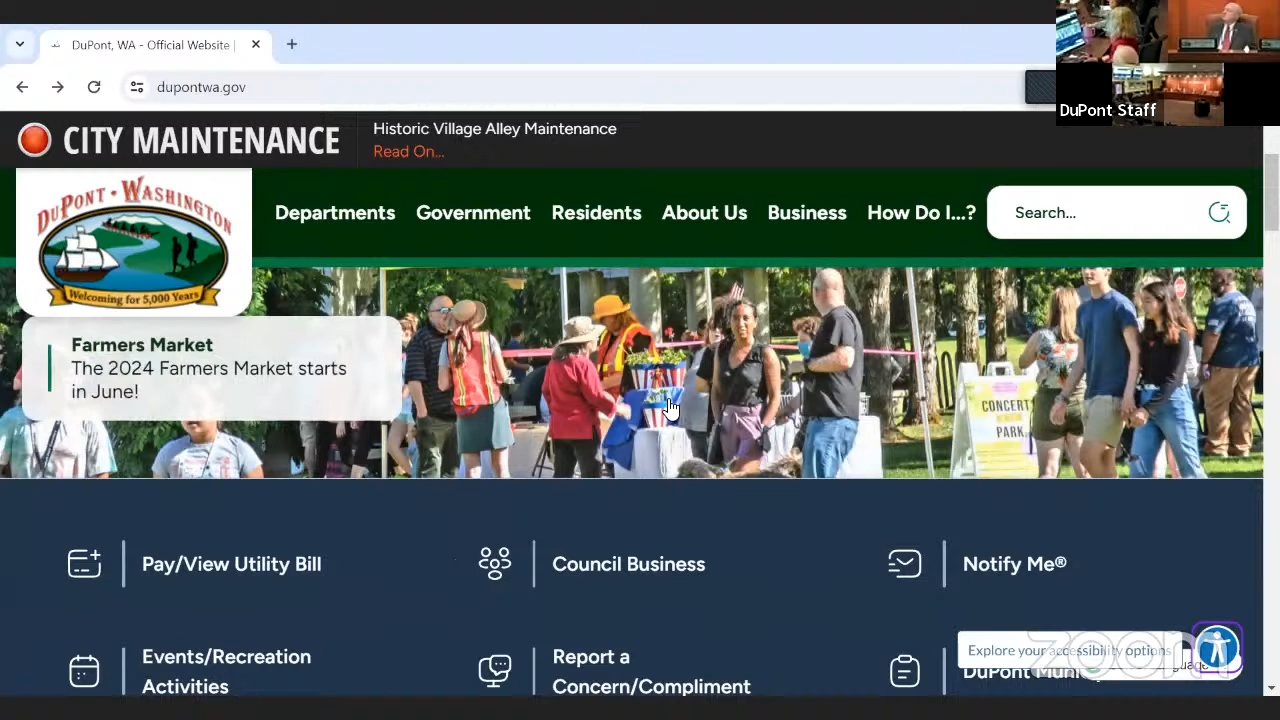 DuPont, WA - Official Website |
dupontwa.gov
DuPont Staff
CITY MAINTENANCE
Historic Village Alley Maintenance
Read On...
DUPONT • WASHINGTON
Welcoming for 5,000 Years
Departments
Government
Residents
About Us
Business
How Do I...?
Search...
Farmers Market
The 2024 Farmers Market starts
in June!
CONCERT
PARK
Pay/View Utility Bill
Council Business
Notify Me®
Events/Recreation
Activities
Report a
Concern/Compliment
Explore your accessibility options
DuPont
zoom